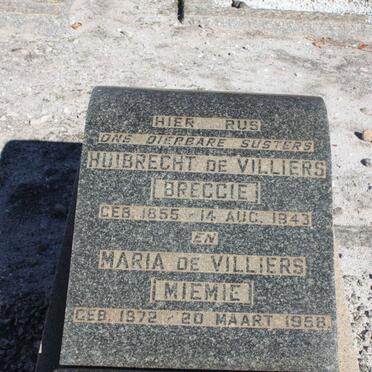 HIER RUS
ONS DIERBARE SUSTERS
HUIBRECHT DE VILLIERS
[BRECCIE]
GEB. 1855 - 14 AUG. 1943
EN
MARIA DE VILLIERS
[MIEMIE]
GEB. 1972 - 20 MAART 1958.